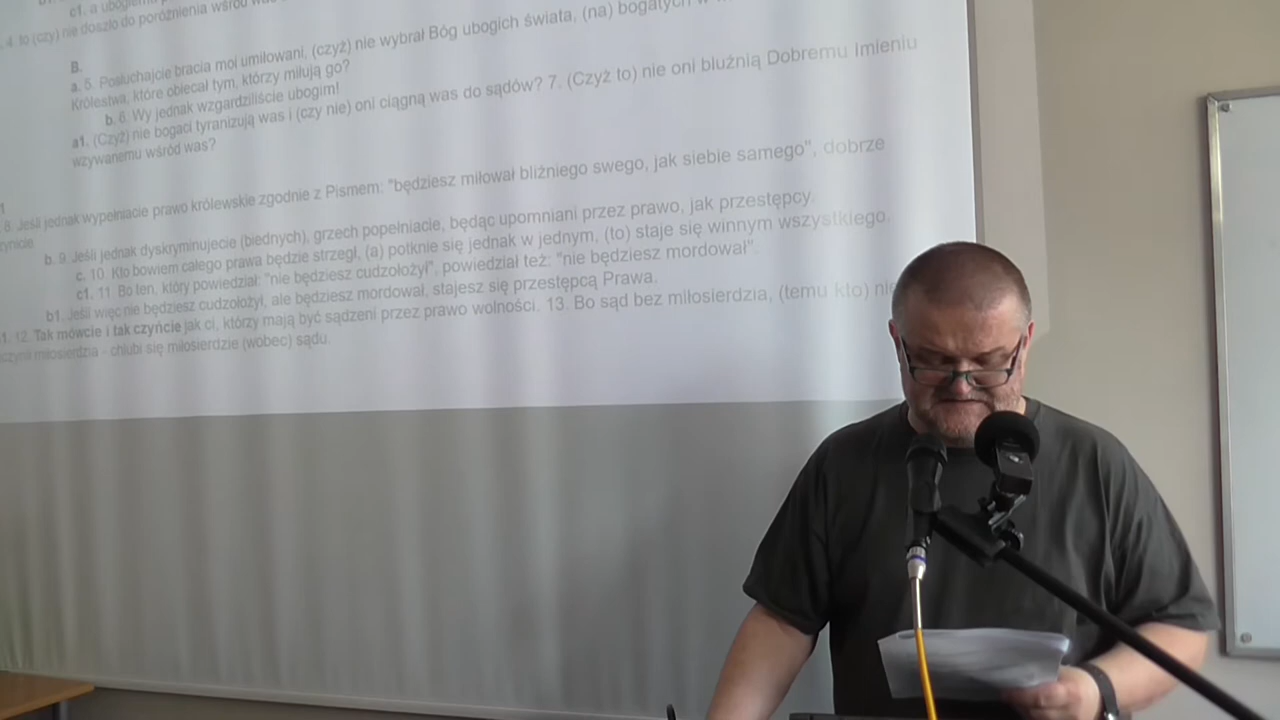 c1. a
4. to (czy) nie doszło do poróżnienia wśród was
B.
a. 5. Posłuchajcie bracia moi umiłowani, (czyż) nie wybrał Bóg ubogich świata, (na) bogatych w
Królestwa, które obiecał tym, którzy miłują go?
b. 6. Wy jednak wzgardziliście ubogim!
a1. (Czyż) nie bogaci tyranizują was i (czy nie) oni ciągną was do sądów? 7. (Czyż to) nie oni bluźnią Dobremu Imieniu
wzywanemu wśród was?
8. Jeśli jednak wypełniacie prawo królewskie zgodnie z Pismem: "będziesz miłował bliźniego swego, jak siebie samego", dobrze
czynicie.
b. 9. Jeśli jednak dyskryminujecie (biednych), grzech popełniacie, będąc upomniani przez prawo, jak przestępcy.
c. 10. Kto bowiem całego prawa będzie strzegł, (a) potknie się jednak w jednym, (to) staje się winnym wszystkiego.
c1. 11. Bo ten, który powiedział: "nie będziesz cudzołożył", powiedział też: "nie będziesz mordował".
b1. Jeśli więc nie będziesz cudzołożył, ale będziesz mordował, stajesz się przestępcą Prawa.
1. 12. Tak mówcie i tak czyńcie jak ci, którzy mają być sądzeni przez prawo wolności. 13. Bo sąd bez miłosierdzia, (temu kto) nie
czynił miłosierdzia - chlubi się miłosierdzie (wobec) sądu.